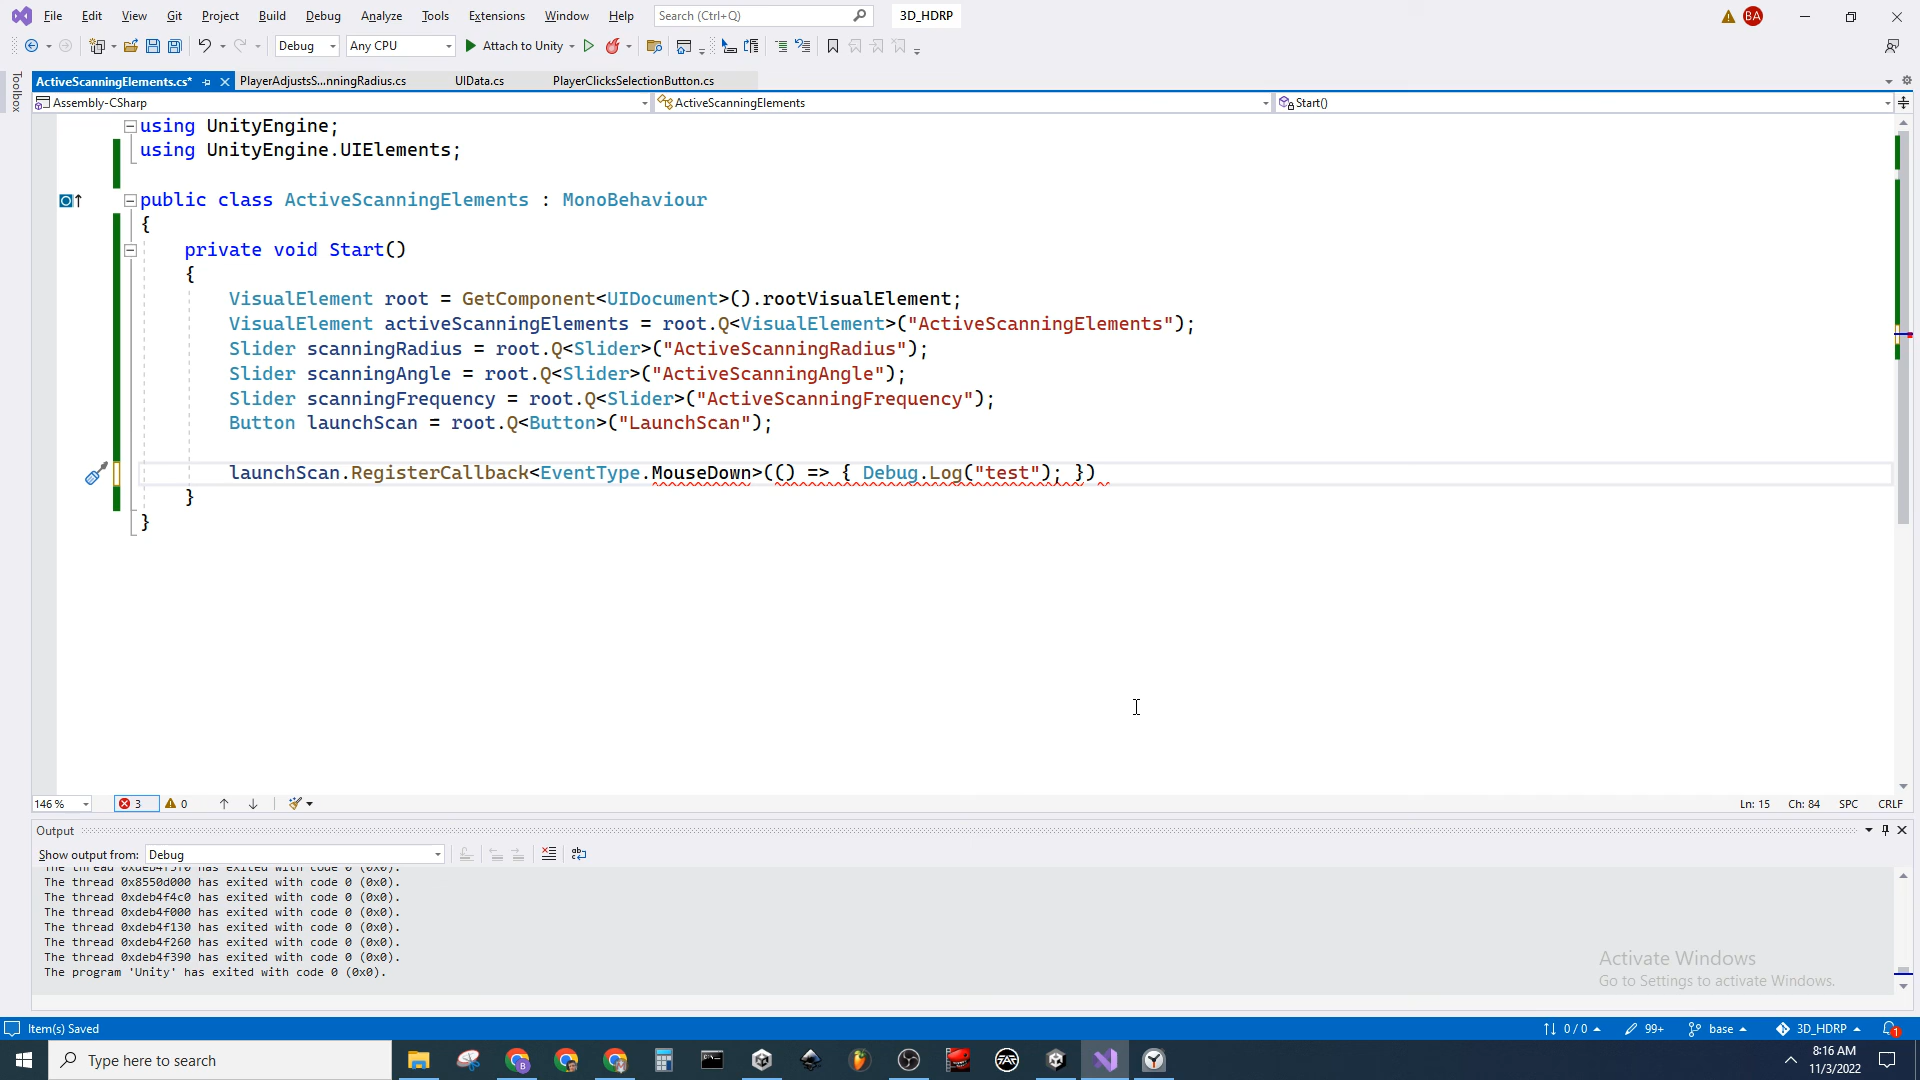 File Edit View Git Project Build Debug Analyze Tools Extensions Window Help Search (Ctrl+Q) 3D_HDRP BA
Debug Any CPU Attach to Unity
Toolbox
ActiveScanningElements.cs* PlayerAdjustsS...nningRadius.cs UIData.cs PlayerClicksSelectionButton.cs
Assembly-CSharp ActiveScanningElements Start()
using UnityEngine;
using UnityEngine.UIElements;
public class ActiveScanningElements : MonoBehaviour
{
private void Start()
{
VisualElement root = GetComponent<UIDocument>().rootVisualElement;
VisualElement activeScanningElements = root.Q<VisualElement>("ActiveScanningElements");
Slider scanningRadius = root.Q<Slider>("ActiveScanningRadius");
Slider scanningAngle = root.Q<Slider>("ActiveScanningAngle");
Slider scanningFrequency = root.Q<Slider>("ActiveScanningFrequency");
Button launchScan = root.Q<Button>("LaunchScan");
launchScan.RegisterCallback<EventType.MouseDown>(() => { Debug.Log("test"); })
}
}
146 % 3 0 Ln: 15 Ch: 84 SPC CRLF
Output
Show output from: Debug
The thread 0x8550d000 has exited with code 0 (0x0).
The thread 0xdeb4f4c0 has exited with code 0 (0x0).
The thread 0xdeb4f000 has exited with code 0 (0x0).
The thread 0xdeb4f130 has exited with code 0 (0x0).
The thread 0xdeb4f260 has exited with code 0 (0x0).
The thread 0xdeb4f390 has exited with code 0 (0x0).
The program 'Unity' has exited with code 0 (0x0).
Activate Windows
Go to Settings to activate Windows.
Item(s) Saved 0 / 0 99+ base 3D_HDRP 1
Type here to search
8:16 AM
11/3/2022